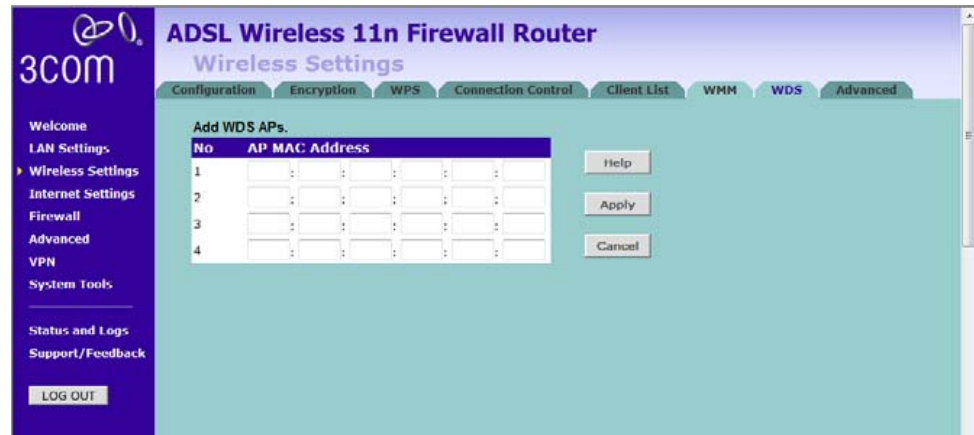 3COM
ADSL Wireless 11n Firewall Router
Wireless Settings
Configuration Encryption WPS Connection Control Client List WMM WDS Advanced
Welcome
LAN Settings
Wireless Settings
Internet Settings
Firewall
Advanced
VPN
System Tools
Status and Logs
Support/Feedback
LOG OUT
Add WDS APs.
No AP MAC Address
1 : : : : :
2 : : : : :
3 : : : : :
4 : : : : :
Help
Apply
Cancel